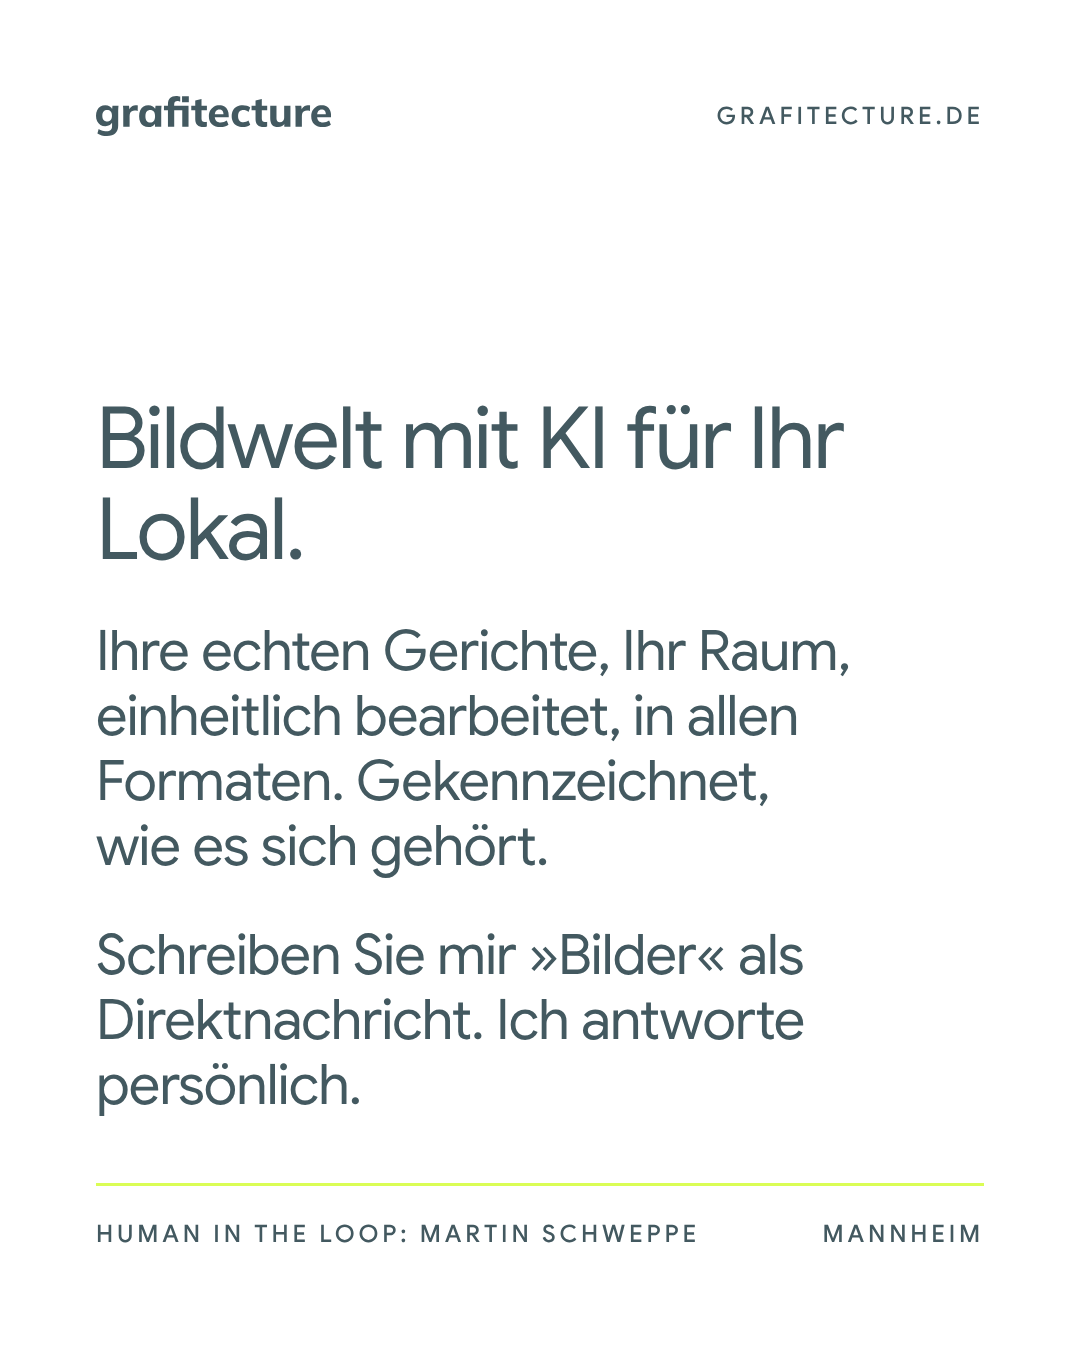 grafitecture
GRAFITECTURE.DE
Bildwelt mit KI für Ihr
Lokal.
Ihre echten Gerichte, Ihr Raum,
einheitlich bearbeitet, in allen
Formaten. Gekennzeichnet,
wie es sich gehört.
Schreiben Sie mir »Bilder« als
Direktnachricht. Ich antworte
persönlich.
HUMAN IN THE LOOP: MARTIN SCHWEPPE
MANNHEIM